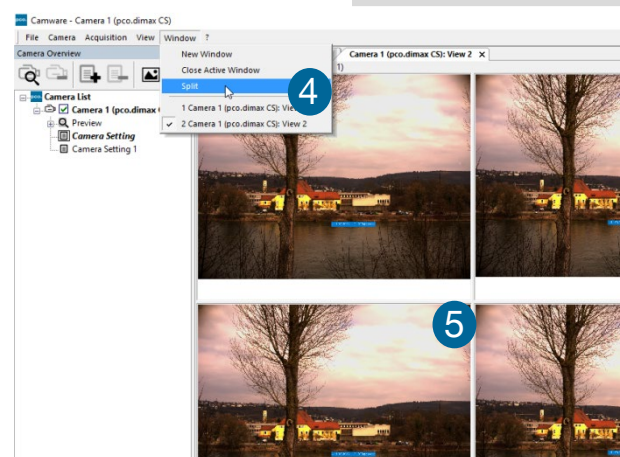 Camware - Camera 1 (pco.dimax CS)
File Camera Acquisition View Window ?
Camera Overview
New Window
Close Active Window
Split
1 Camera 1 (pco.dimax CS): Vie
2 Camera 1 (pco.dimax CS): View 2
Camera 1 (pco.dimax CS): View 2
1)
4
Camera List
Camera 1 (pco.dimax
Preview
Camera Setting
Camera Setting 1
5